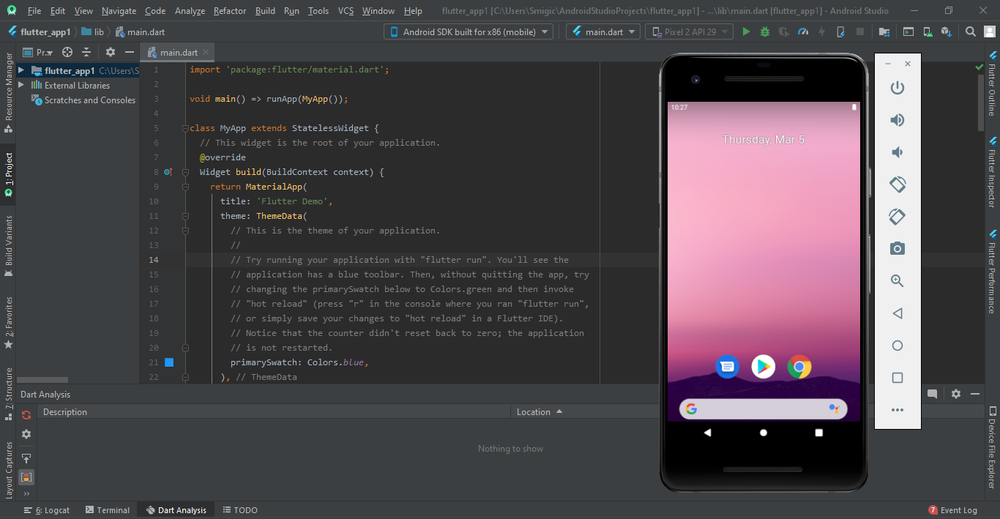 File Edit View Navigate Code Analyze Refactor Build Run Tools VCS Window Help flutter_app1 [C:\Users\Smigic\AndroidStudioProjects\flutter_app1] - ...\lib\main.dart [flutter_app1] - Android Studio
flutter_app1 lib main.dart Android SDK built for x86 (mobile) main.dart Pixel 2 API 29
Pr... main.dart
flutter_app1 C:\Users\S
External Libraries
Scratches and Consoles
Resource Manager
1: Project
Build Variants
2: Favorites
7: Structure
Layout Captures
1 import 'package:flutter/material.dart';
2
3 void main() => runApp(MyApp());
4
5 class MyApp extends StatelessWidget {
6 // This widget is the root of your application.
7 @override
8 Widget build(BuildContext context) {
9 return MaterialApp(
10 title: 'Flutter Demo',
11 theme: ThemeData(
12 // This is the theme of your application.
13 //
14 // Try running your application with "flutter run". You'll see the
15 // application has a blue toolbar. Then, without quitting the app, try
16 // changing the primarySwatch below to Colors.green and then invoke
17 // "hot reload" (press "r" in the console where you ran "flutter run",
18 // or simply save your changes to "hot reload" in a Flutter IDE).
19 // Notice that the counter didn't reset back to zero; the application
20 // is not restarted.
21 primarySwatch: Colors.blue,
22 ), // ThemeData
10:27
Thursday, Mar 5
Flutter Outline
Flutter Inspector
Flutter Performance
Device File Explorer
Dart Analysis
Description Location
Nothing to show
6: Logcat Terminal Dart Analysis TODO 7 Event Log